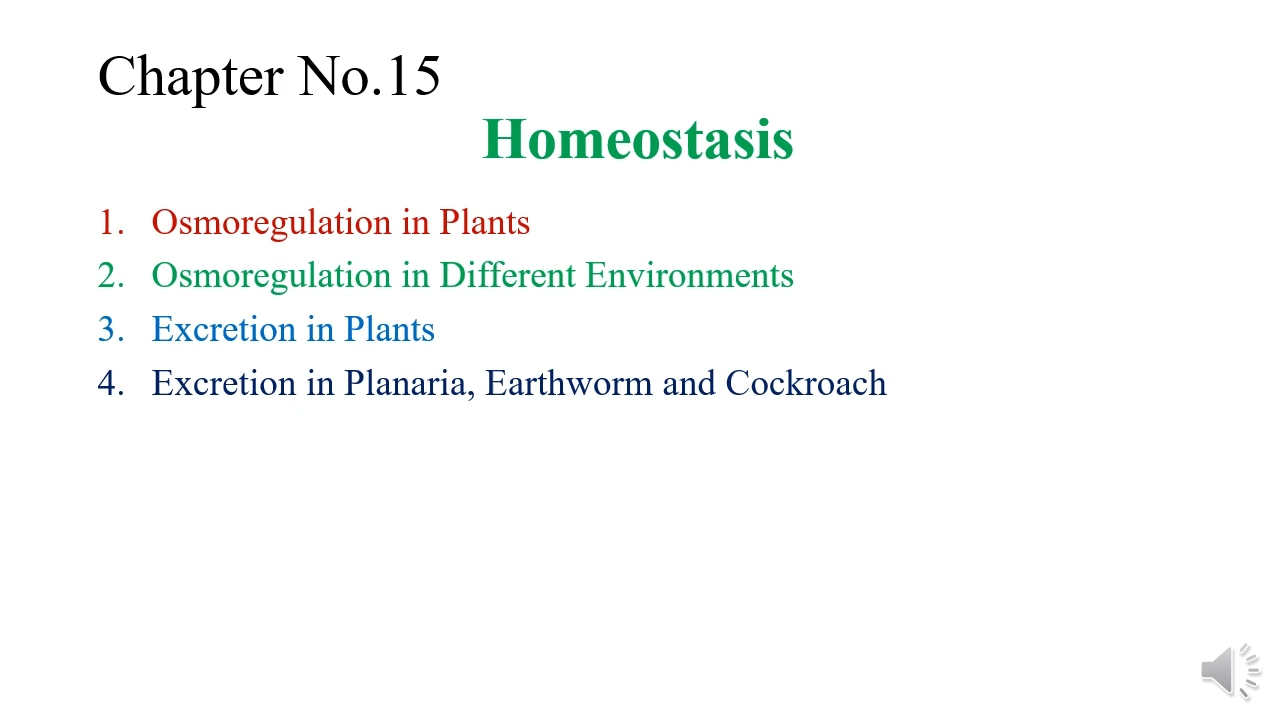 Chapter No.15
Homeostasis
1. Osmoregulation in Plants
2. Osmoregulation in Different Environments
3. Excretion in Plants
4. Excretion in Planaria, Earthworm and Cockroach